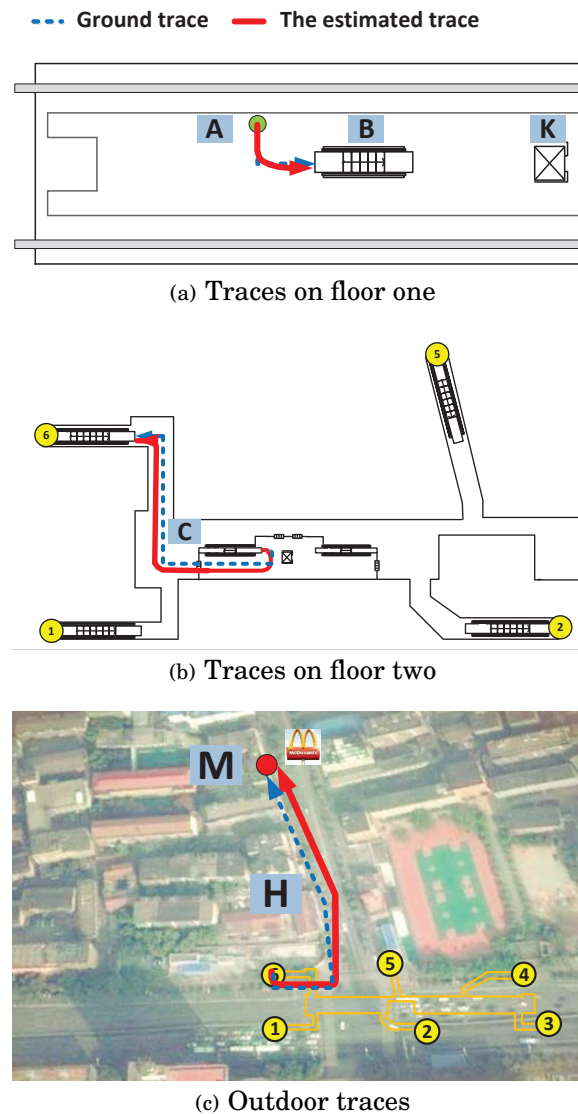 Ground trace The estimated trace
A B K
(a) Traces on floor one
5
6
C
1 2
(b) Traces on floor two
M McDonald's
H
6 5 4
1 2 3
(c) Outdoor traces